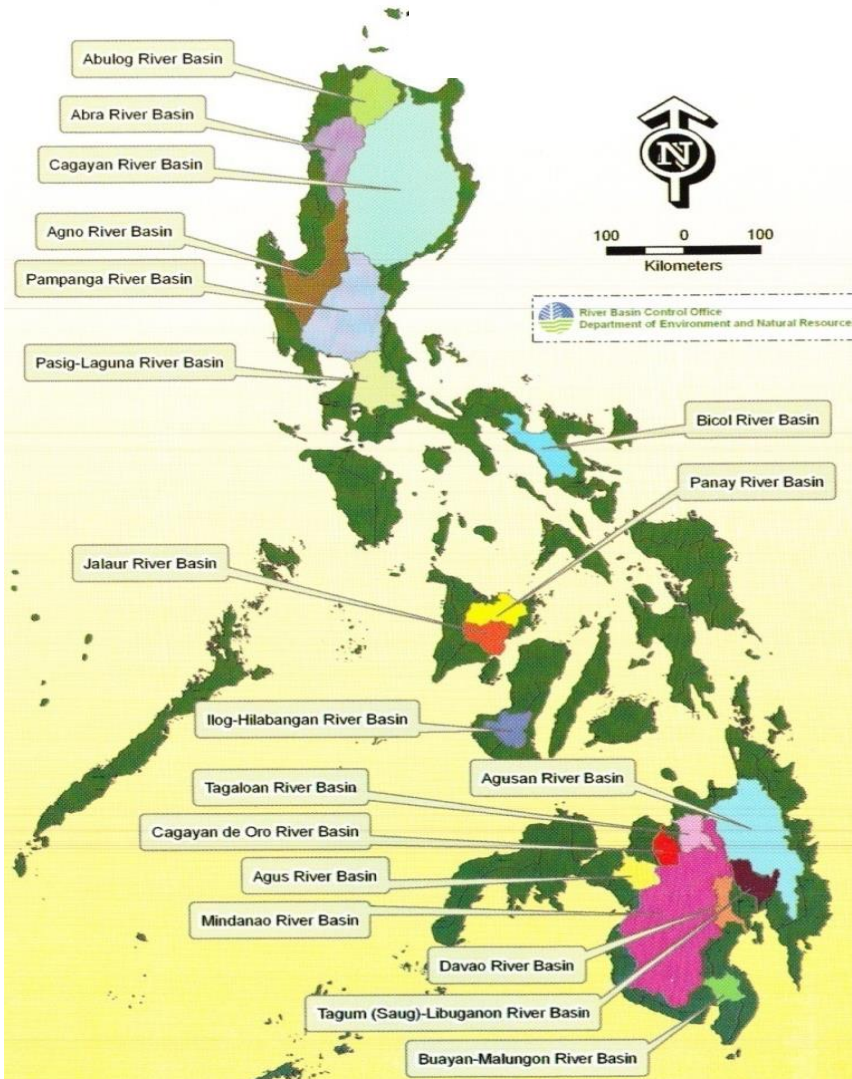 Abulog River Basin
Abra River Basin
Cagayan River Basin
Agno River Basin
Pampanga River Basin
Pasig-Laguna River Basin
N
100 0 100
Kilometers
River Basin Control Office
Department of Environment and Natural Resource
Bicol River Basin
Panay River Basin
Jalaur River Basin
Ilog-Hilabangan River Basin
Agusan River Basin
Tagaloan River Basin
Cagayan de Oro River Basin
Agus River Basin
Mindanao River Basin
Davao River Basin
Tagum (Saug)-Libuganon River Basin
Buayan-Malungon River Basin